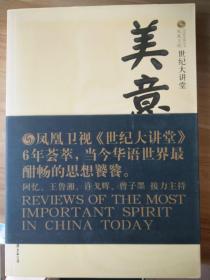 世纪大讲堂
美意
凤凰卫视《世纪大讲堂》
6年荟萃，当今华语世界最
酣畅的思想饕餮。
阿忆、王鲁湘、许戈辉、曾子墨 接力主持
REVIEWS OF THE MOST
IMPORTANT SPIRIT
IN CHINA TODAY